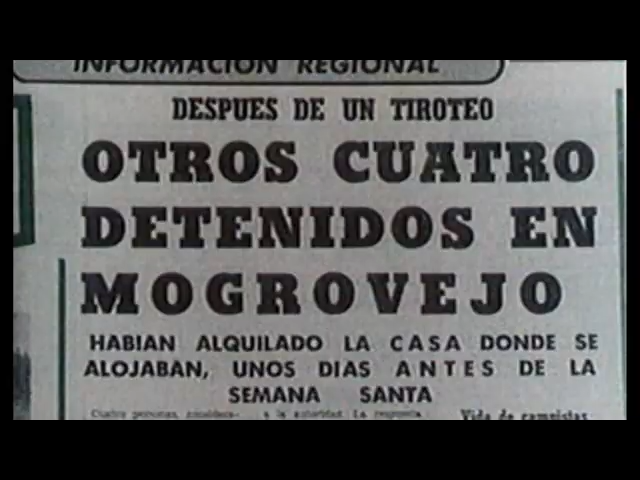 INFORMACION REGIONAL
DESPUES DE UN TIROTEO
OTROS CUATRO
DETENIDOS EN
MOGROVEJO
HABIAN ALQUILADO LA CASA DONDE SE
ALOJABAN, UNOS DIAS ANTES DE LA
SEMANA SANTA
Cuatro personas, a la autoridad. La respuesta Vida de campistas